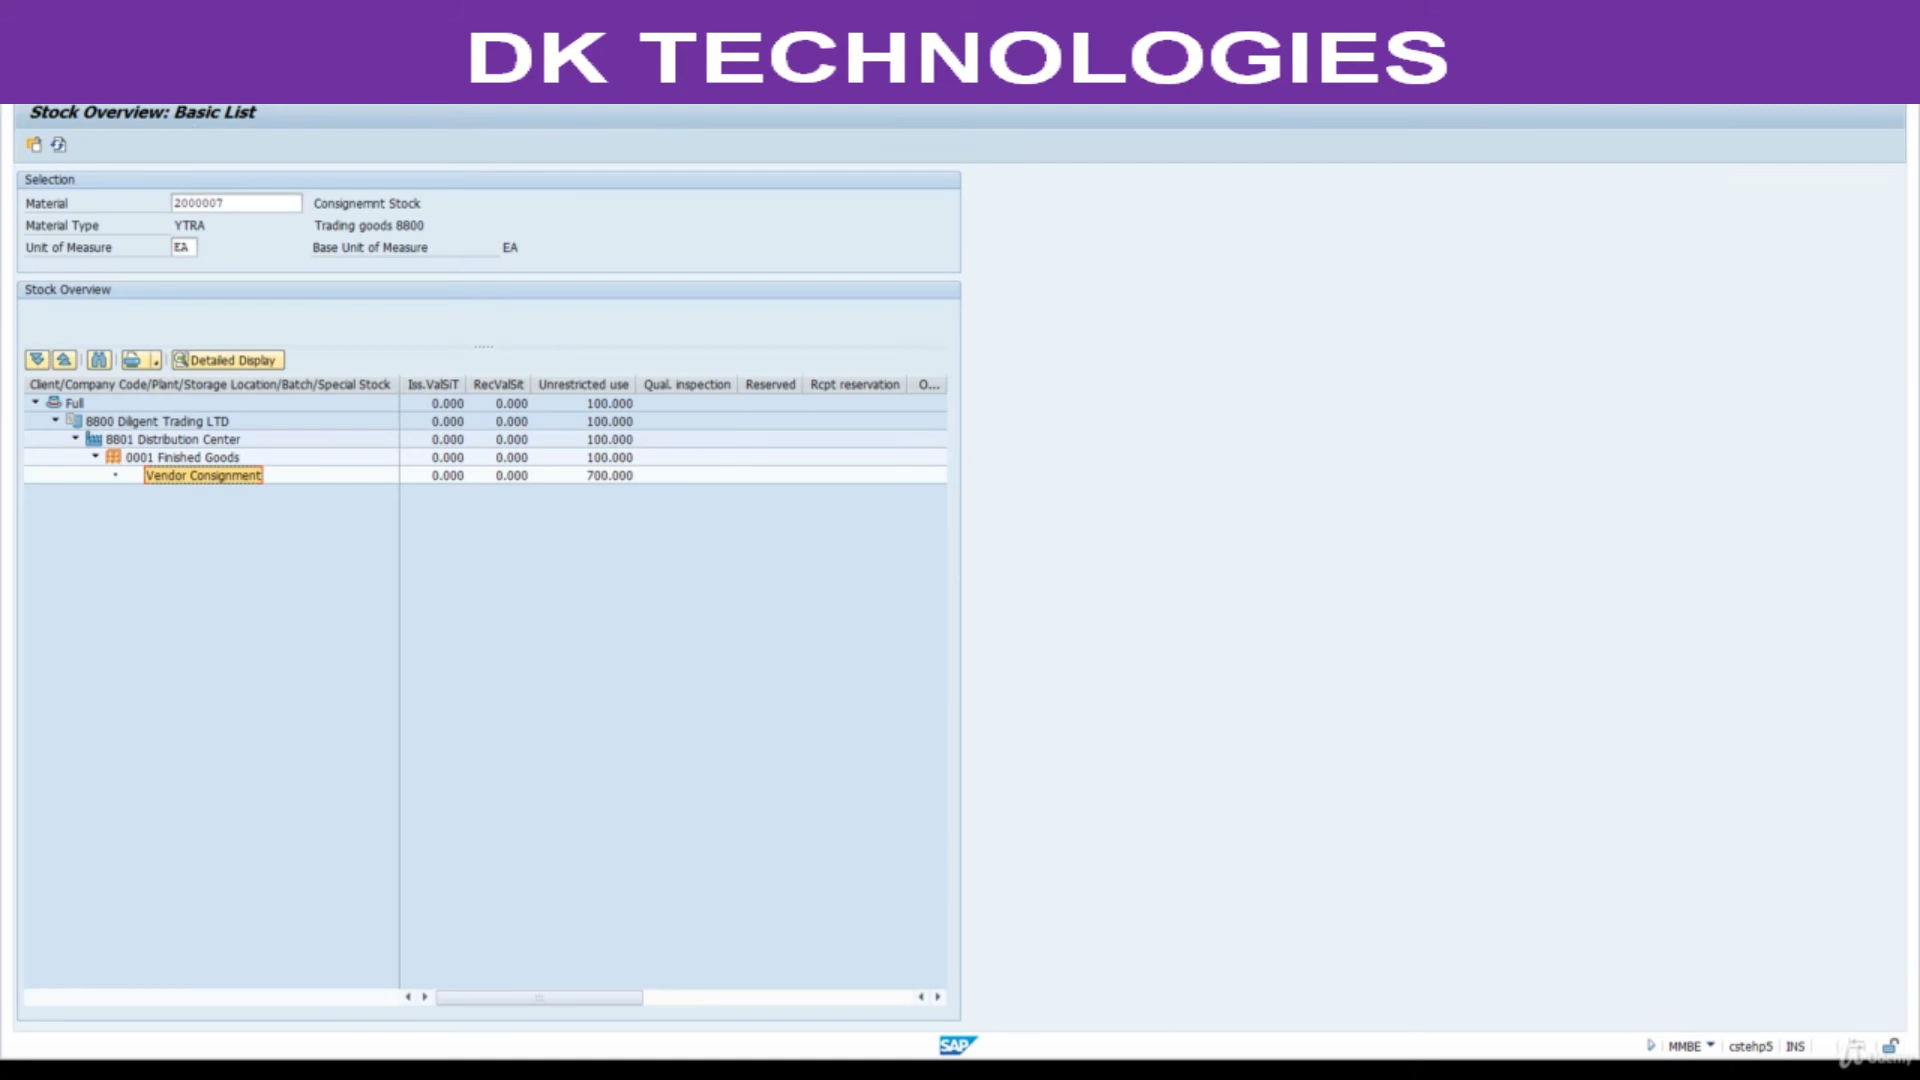 DK TECHNOLOGIES
Stock Overview: Basic List
Selection
Material 2000007 Consignemnt Stock
Material Type YTRA Trading goods 8800
Unit of Measure EA Base Unit of Measure EA
Stock Overview
Detailed Display
Client/Company Code/Plant/Storage Location/Batch/Special Stock Iss.ValSiT RecValSit Unrestricted use Qual. inspection Reserved Rcpt reservation O...
Full 0.000 0.000 100.000
8800 Diligent Trading LTD 0.000 0.000 100.000
8801 Distribution Center 0.000 0.000 100.000
0001 Finished Goods 0.000 0.000 100.000
Vendor Consignment 0.000 0.000 700.000
SAP MMBE cstehp5 INS
Udemy